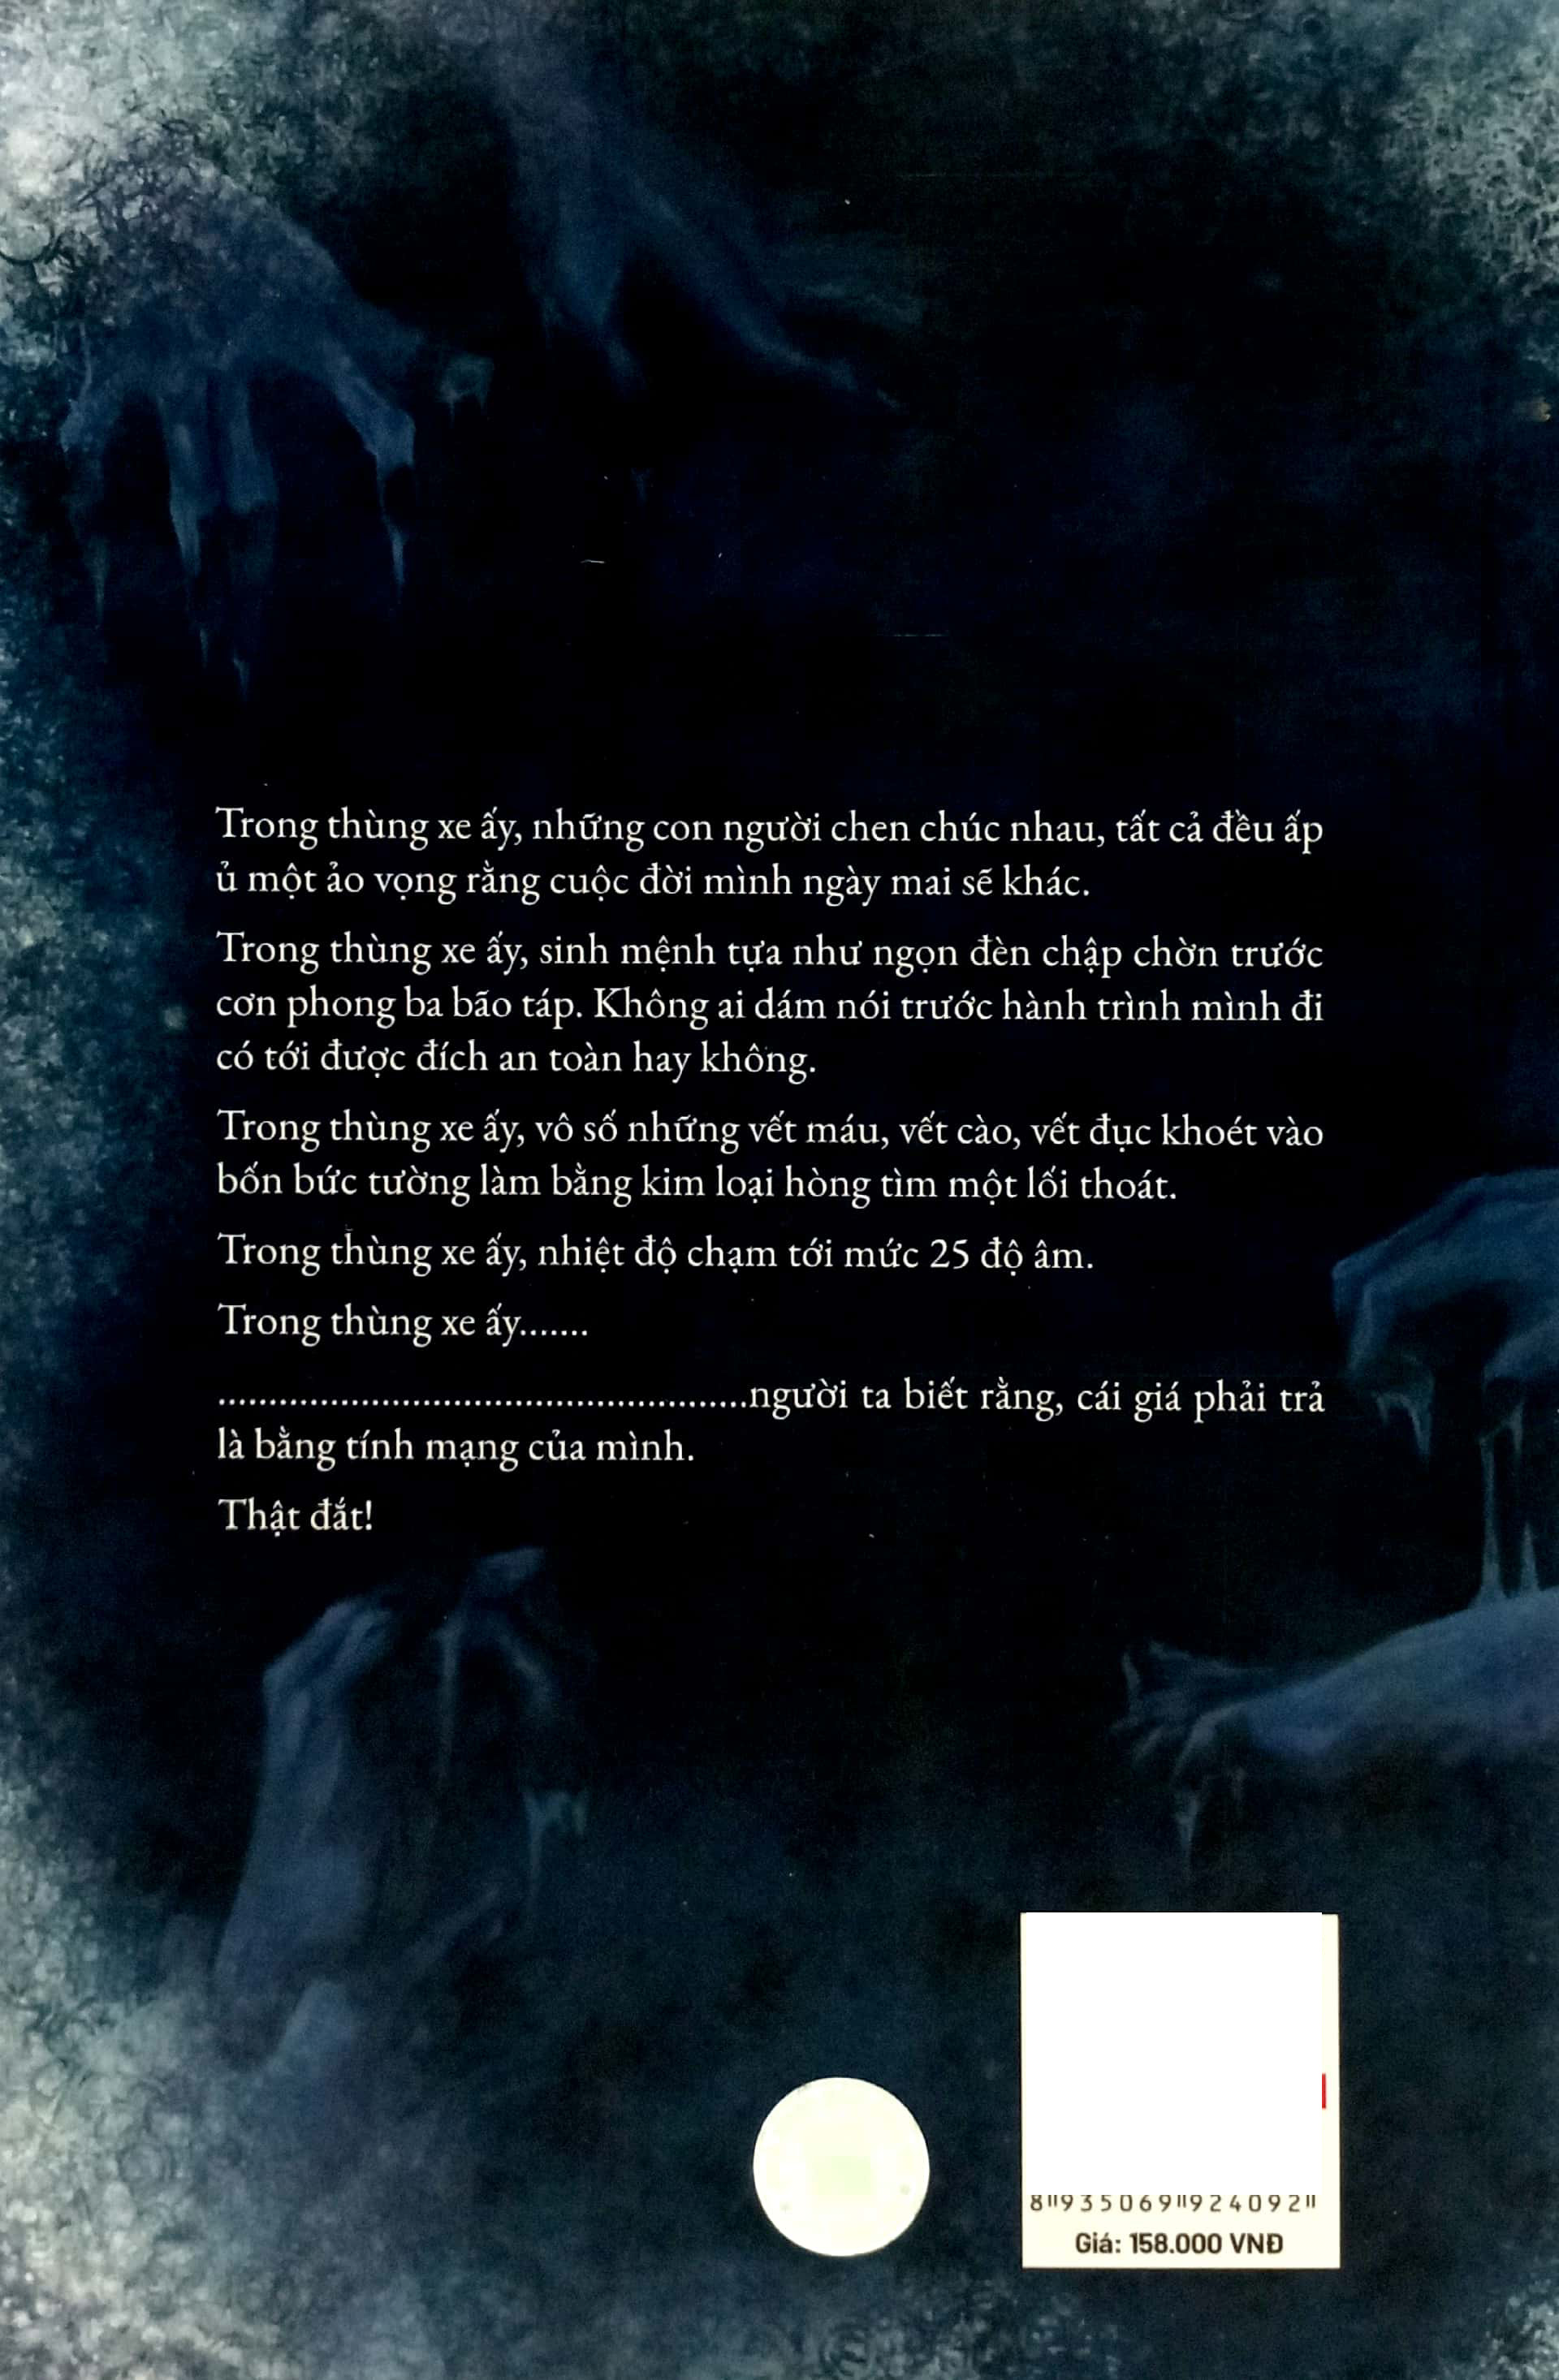 Trong thùng xe ấy, những con người chen chúc nhau, tất cả đều ấp
ủ một ảo vọng rằng cuộc đời mình ngày mai sẽ khác.
Trong thùng xe ấy, sinh mệnh tựa như ngọn đèn chập chờn trước
cơn phong ba bão táp. Không ai dám nói trước hành trình mình đi
có tới được đích an toàn hay không.
Trong thùng xe ấy, vô số những vết máu, vết cào, vết đục khoét vào
bốn bức tường làm bằng kim loại hòng tìm một lối thoát.
Trong thùng xe ấy, nhiệt độ chạm tới mức 25 độ âm.
Trong thùng xe ấy.......
....................................................người ta biết rằng, cái giá phải trả
là bằng tính mạng của mình.
Thật đắt!
8 935069 924092
Giá: 158.000 VNĐ